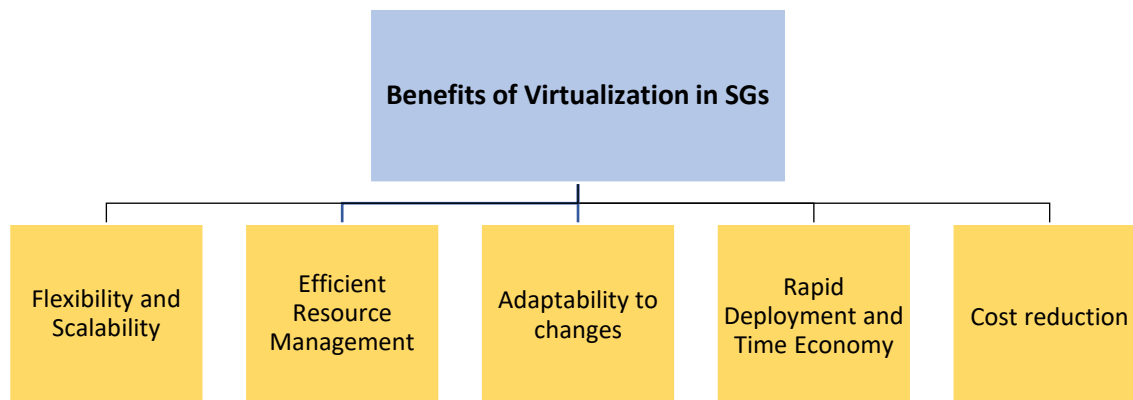 Benefits of Virtualization in SGs
Flexibility and
Scalability
Efficient
Resource
Management
Adaptability to
changes
Rapid
Deployment and
Time Economy
Cost reduction